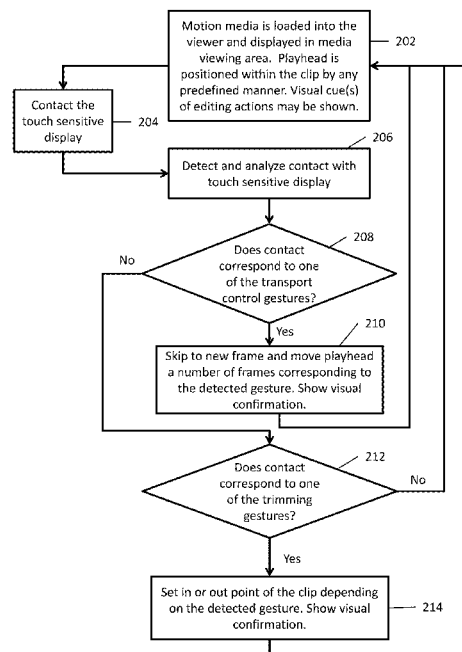 Motion media is loaded into the
viewer and displayed in media
viewing area. Playhead is
positioned within the clip by any
predefined manner. Visual cue(s)
of editing actions may be shown.
202
Contact the
touch sensitive
display
204
206
Detect and analyze contact with
touch sensitive display
208
Does contact
correspond to one
of the transport
control gestures?
No
Yes
210
Skip to new frame and move playhead
a number of frames corresponding to
the detected gesture. Show visual
confirmation.
212
Does contact
correspond to one
of the trimming
gestures?
No
Yes
Set in or out point of the clip depending
on the detected gesture. Show visual
confirmation.
214